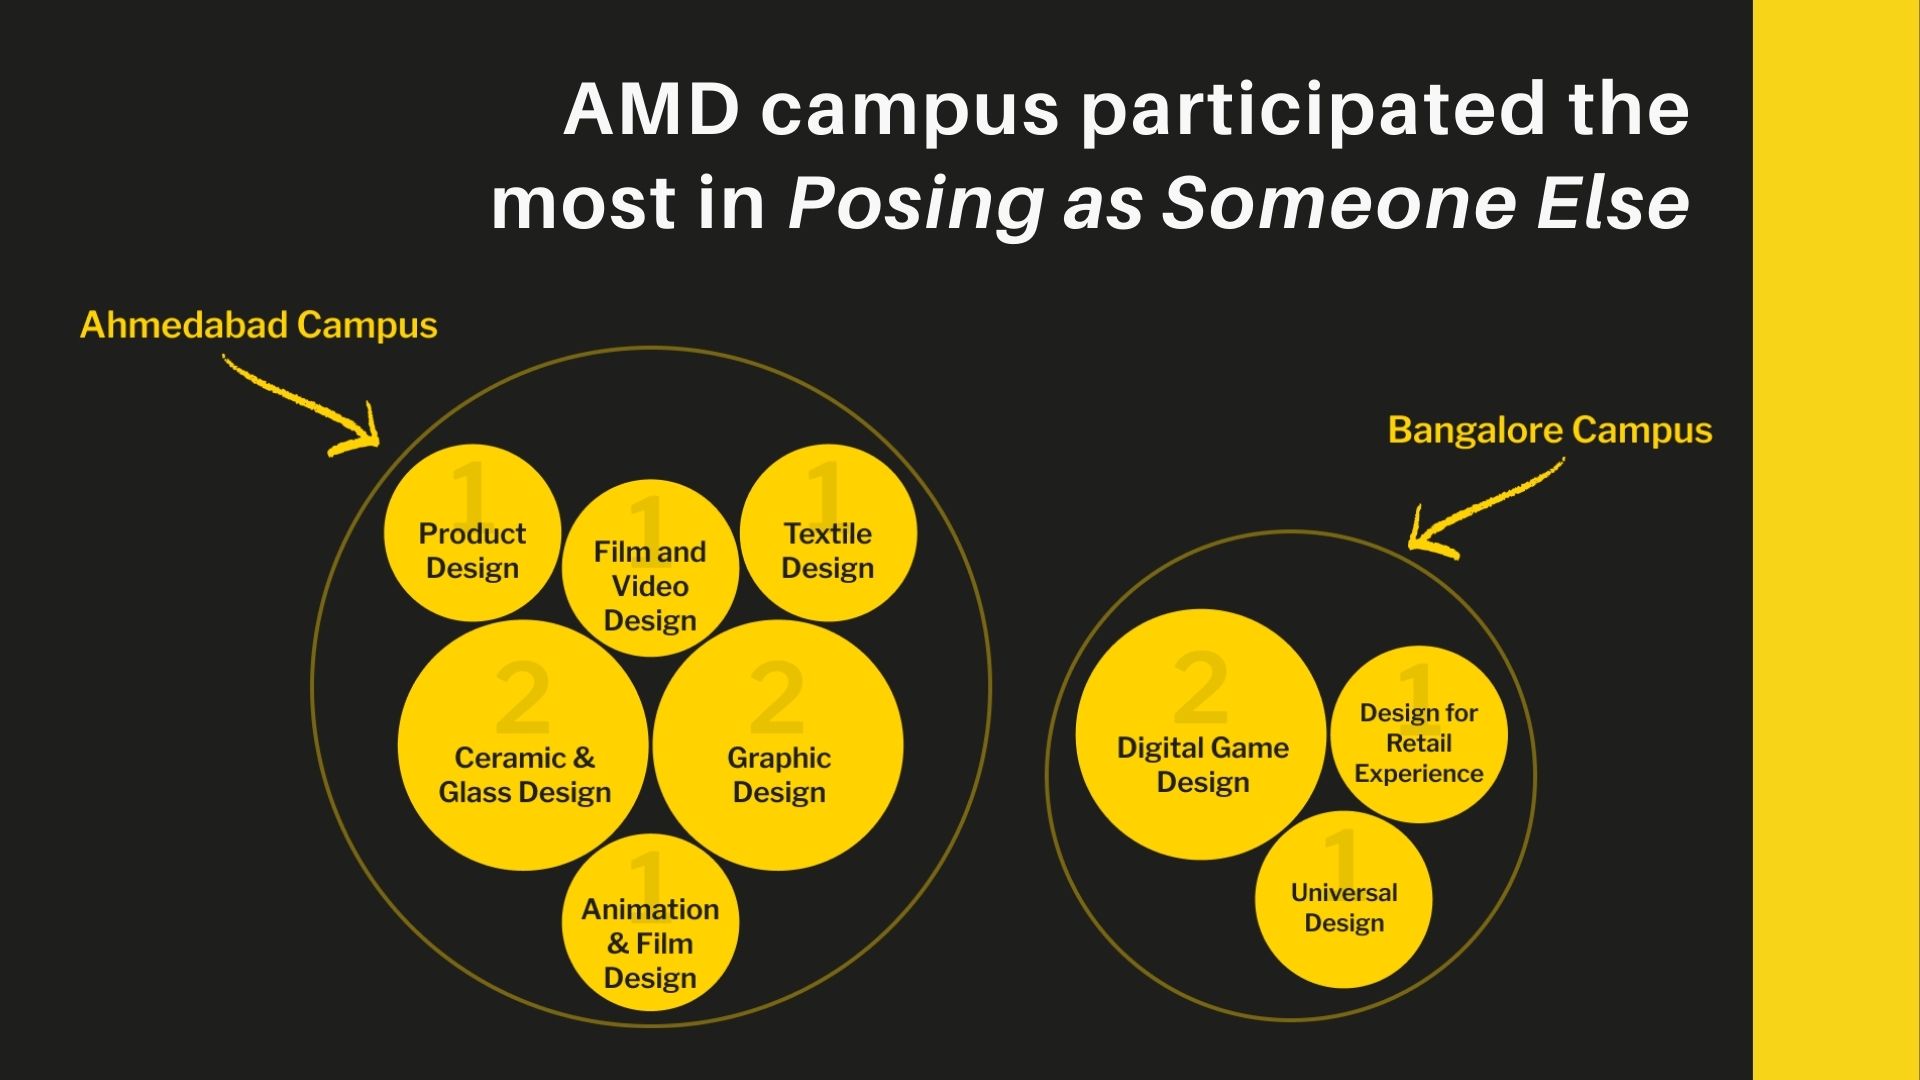 AMD campus participated the
most in Posing as Someone Else
Ahmedabad Campus
Bangalore Campus
1
Product
Design
1
Film and
Video
Design
1
Textile
Design
2
Ceramic &
Glass Design
2
Graphic
Design
1
Animation
& Film
Design
2
Digital Game
Design
1
Design for
Retail
Experience
1
Universal
Design